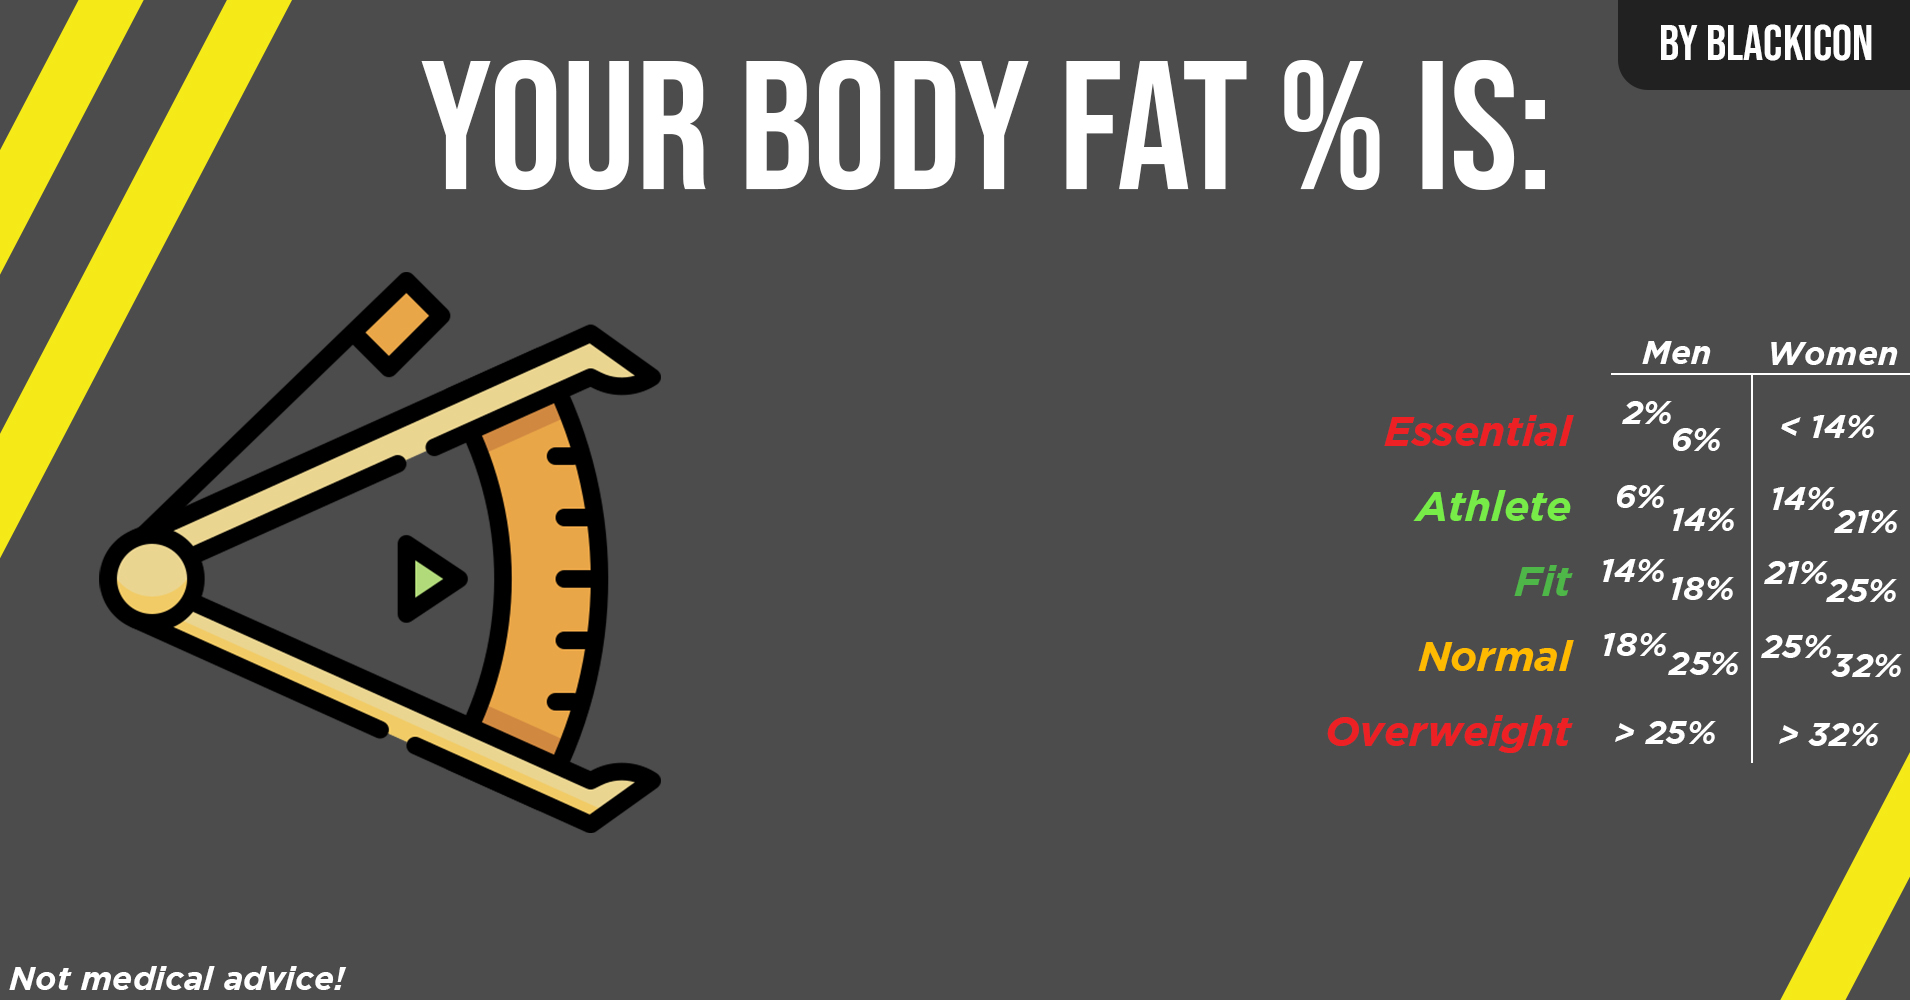 BY BLACKICON
YOUR BODY FAT % IS:
Men Women
Essential 2% 6% < 14%
Athlete 6% 14% 14% 21%
Fit 14% 18% 21% 25%
Normal 18% 25% 25% 32%
Overweight > 25% > 32%
Not medical advice!